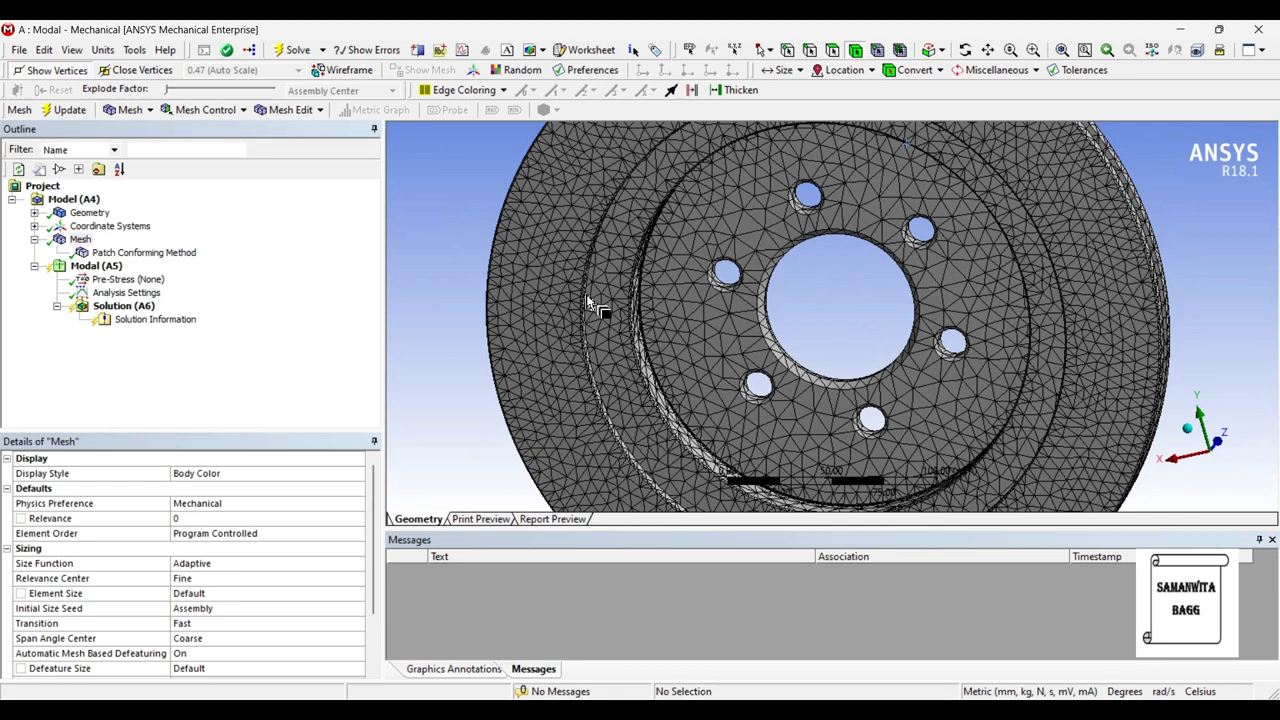 A : Modal - Mechanical [ANSYS Mechanical Enterprise]
File Edit View Units Tools Help Solve ?/ Show Errors Worksheet
Show Vertices Close Vertices 0.47 (Auto Scale) Wireframe Show Mesh Random Preferences Size Location Convert Miscellaneous Tolerances
Reset Explode Factor: Assembly Center Edge Coloring Thicken
Mesh Update Mesh Mesh Control Mesh Edit Metric Graph Probe
Outline
Filter: Name
Project
Model (A4)
Geometry
Coordinate Systems
Mesh
Patch Conforming Method
Modal (A5)
Pre-Stress (None)
Analysis Settings
Solution (A6)
Solution Information
ANSYS
R18.1
Y
Z
X
50.00
Details of "Mesh"
Display
Display Style Body Color
Defaults
Physics Preference Mechanical
Relevance 0
Element Order Program Controlled
Sizing
Size Function Adaptive
Relevance Center Fine
Element Size Default
Initial Size Seed Assembly
Transition Fast
Span Angle Center Coarse
Automatic Mesh Based Defeaturing On
Defeature Size Default
Geometry Print Preview Report Preview
Messages
Text Association Timestamp
SAMANWITA
BAGG
Graphics Annotations Messages
0 No Messages No Selection Metric (mm, kg, N, s, mV, mA) Degrees rad/s Celsius